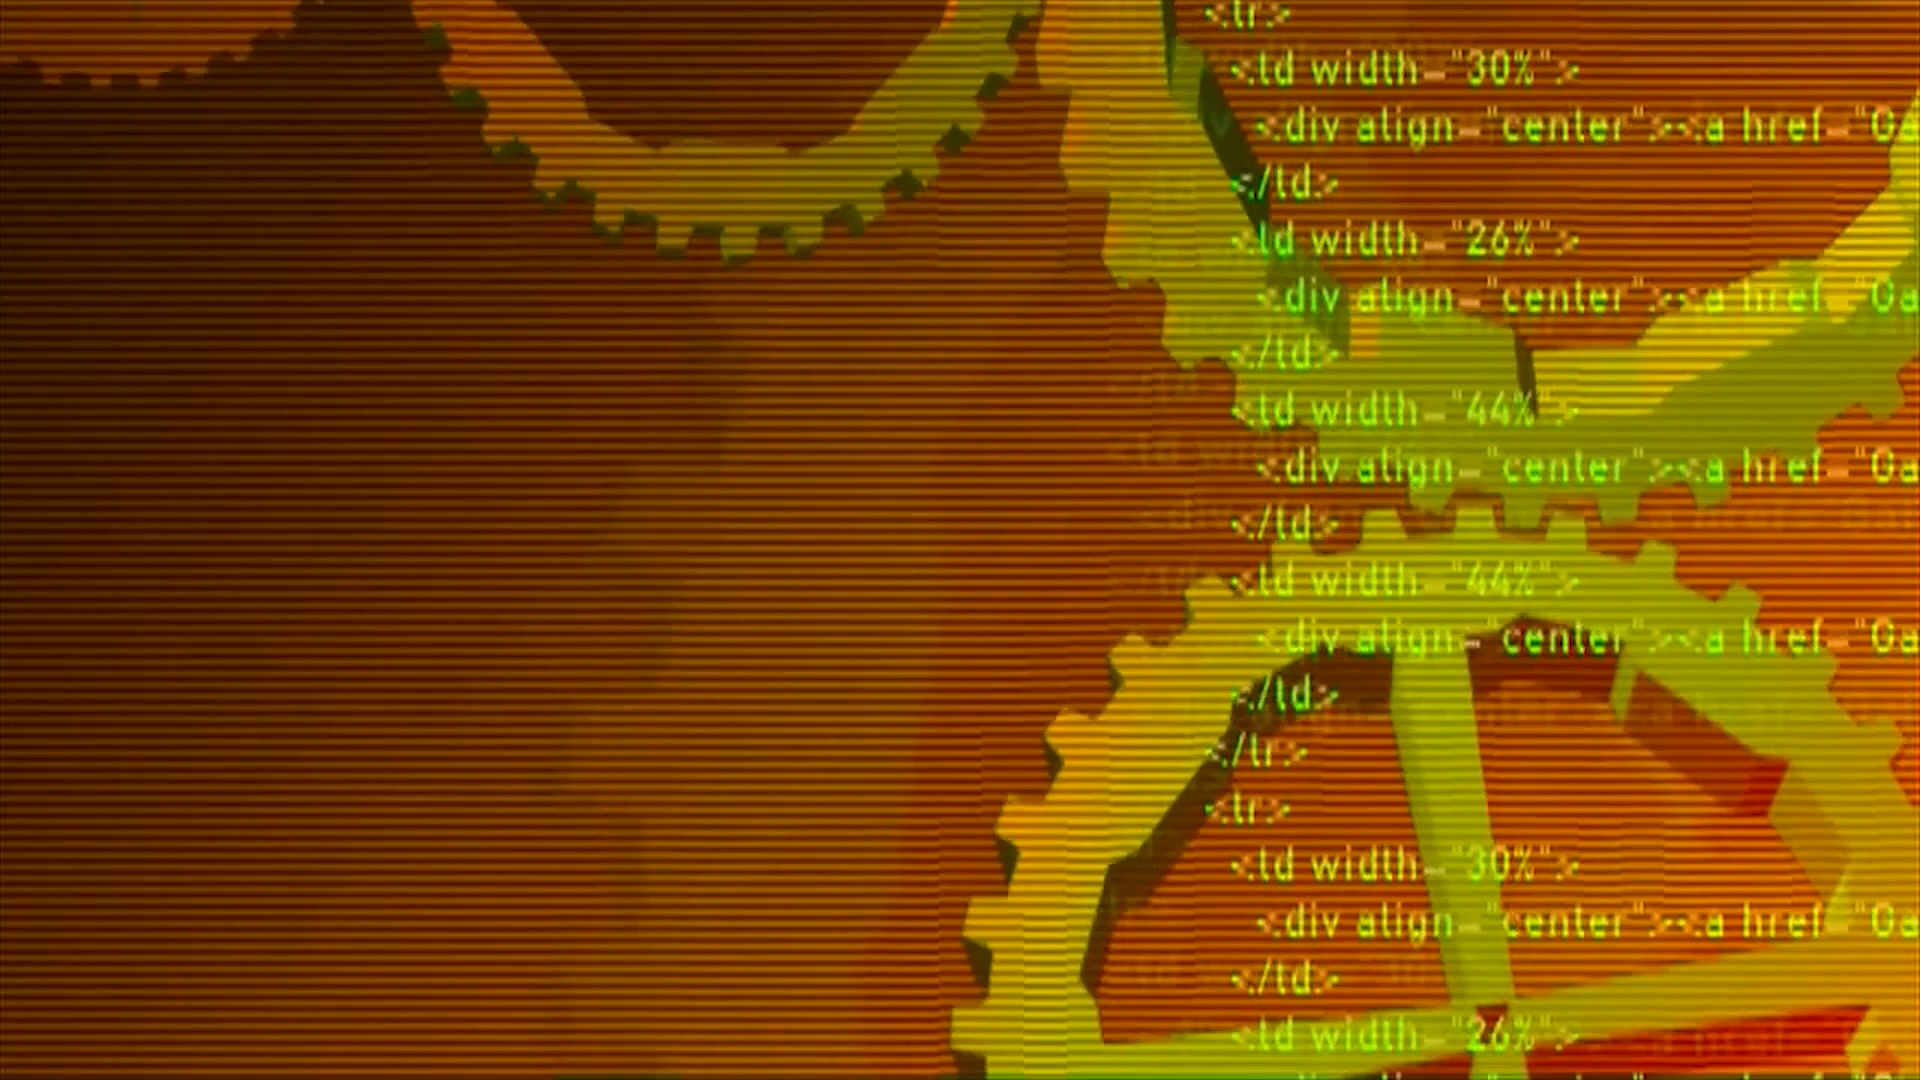 <tr>
<td width="30%">
<div align="center"><a href="Ga
</td>
<td width="26%">
<div align="center"><a href="Ga
</td>
<td width="44%">
<div align="center"><a href="Ga
</td>
<td width="44%">
<div align="center"><a href="Ga
</td>
</tr>
<tr>
<td width="30%">
<div align="center"><a href="Ga
</td>
<td width="26%">